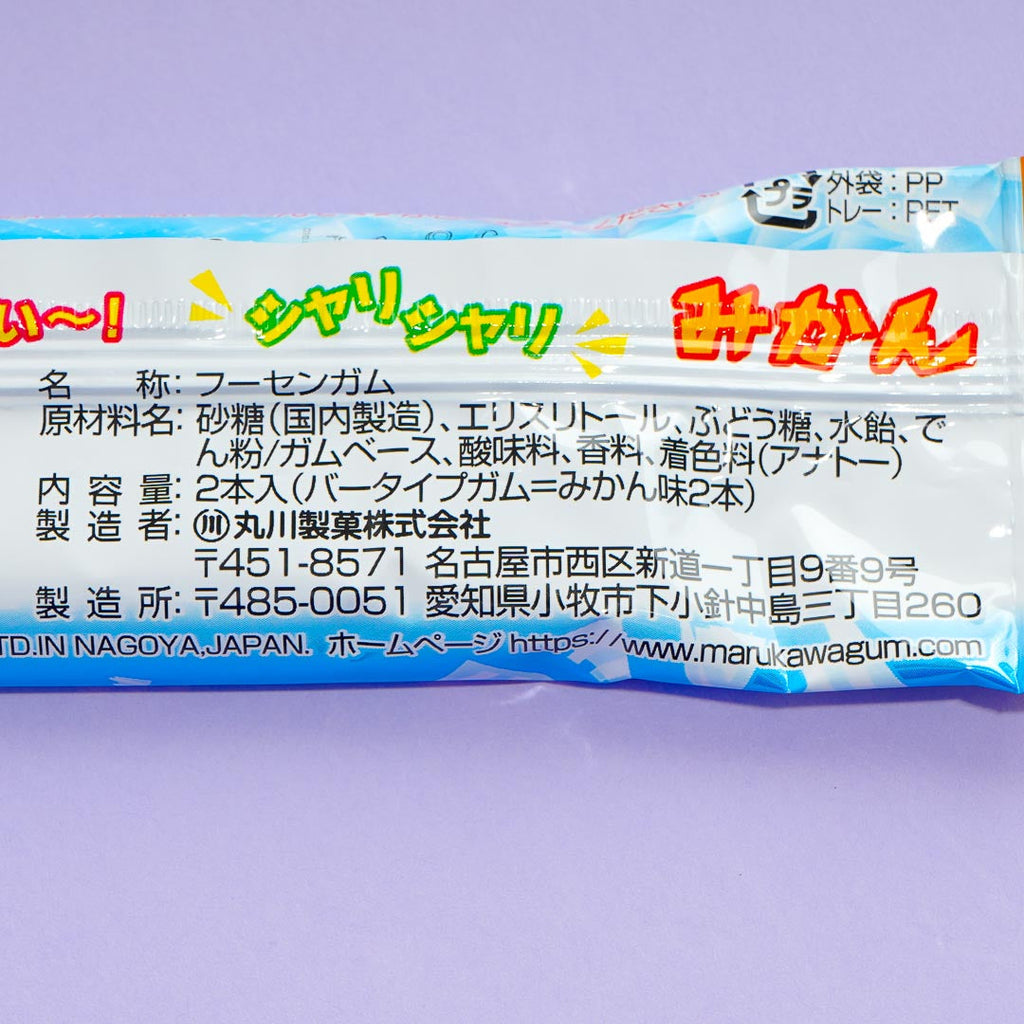 プラ 外袋：PP
トレー：PET
い〜！ シャリシャリ みかん
名称：フーセンガム
原材料名：砂糖（国内製造）、エリスリトール、ぶどう糖、水飴、で
ん粉/ガムベース、酸味料、香料、着色料（アナトー）
内容量：2本入（バータイプガム=みかん味2本）
製造者：㊂丸川製菓株式会社
〒451-8571 名古屋市西区新道一丁目9番9号
製造所：〒485-0051 愛知県小牧市下小針中島三丁目260
TD.IN NAGOYA,JAPAN. ホームページ https://www.marukawagum.com